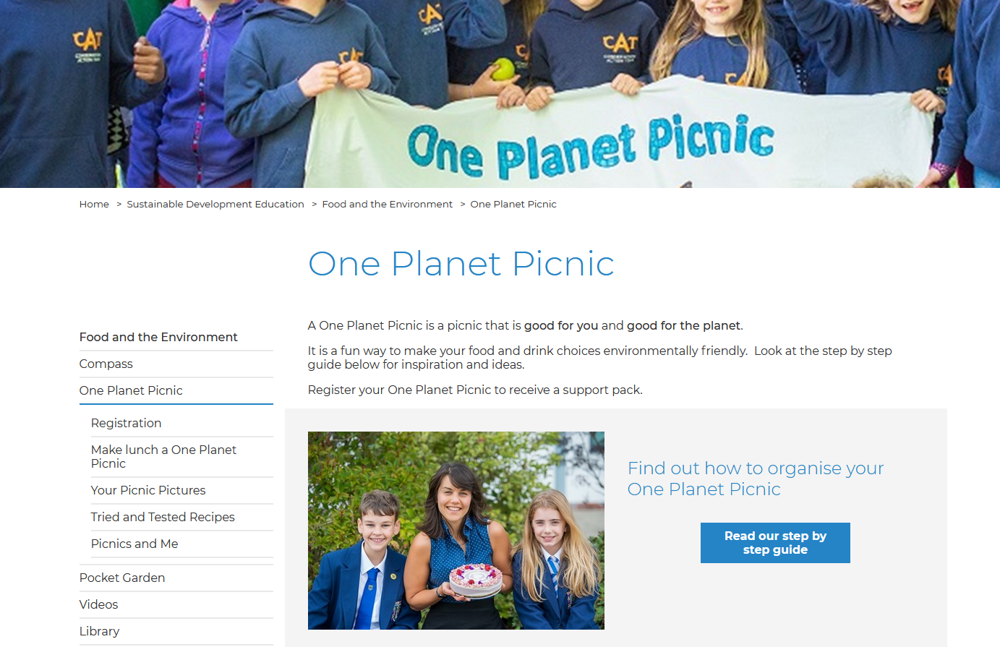 CAT
CAT
CAT
CAT
CONSERVATION
ACTION TEAM
One Planet Picnic
Home > Sustainable Development Education > Food and the Environment > One Planet Picnic
One Planet Picnic
Food and the Environment
Compass
One Planet Picnic
Registration
Make lunch a One Planet
Picnic
Your Picnic Pictures
Tried and Tested Recipes
Picnics and Me
Pocket Garden
Videos
Library
A One Planet Picnic is a picnic that is good for you and good for the planet.
It is a fun way to make your food and drink choices environmentally friendly.  Look at the step by step
guide below for inspiration and ideas.
Register your One Planet Picnic to receive a support pack.
Find out how to organise your
One Planet Picnic
Read our step by
step guide